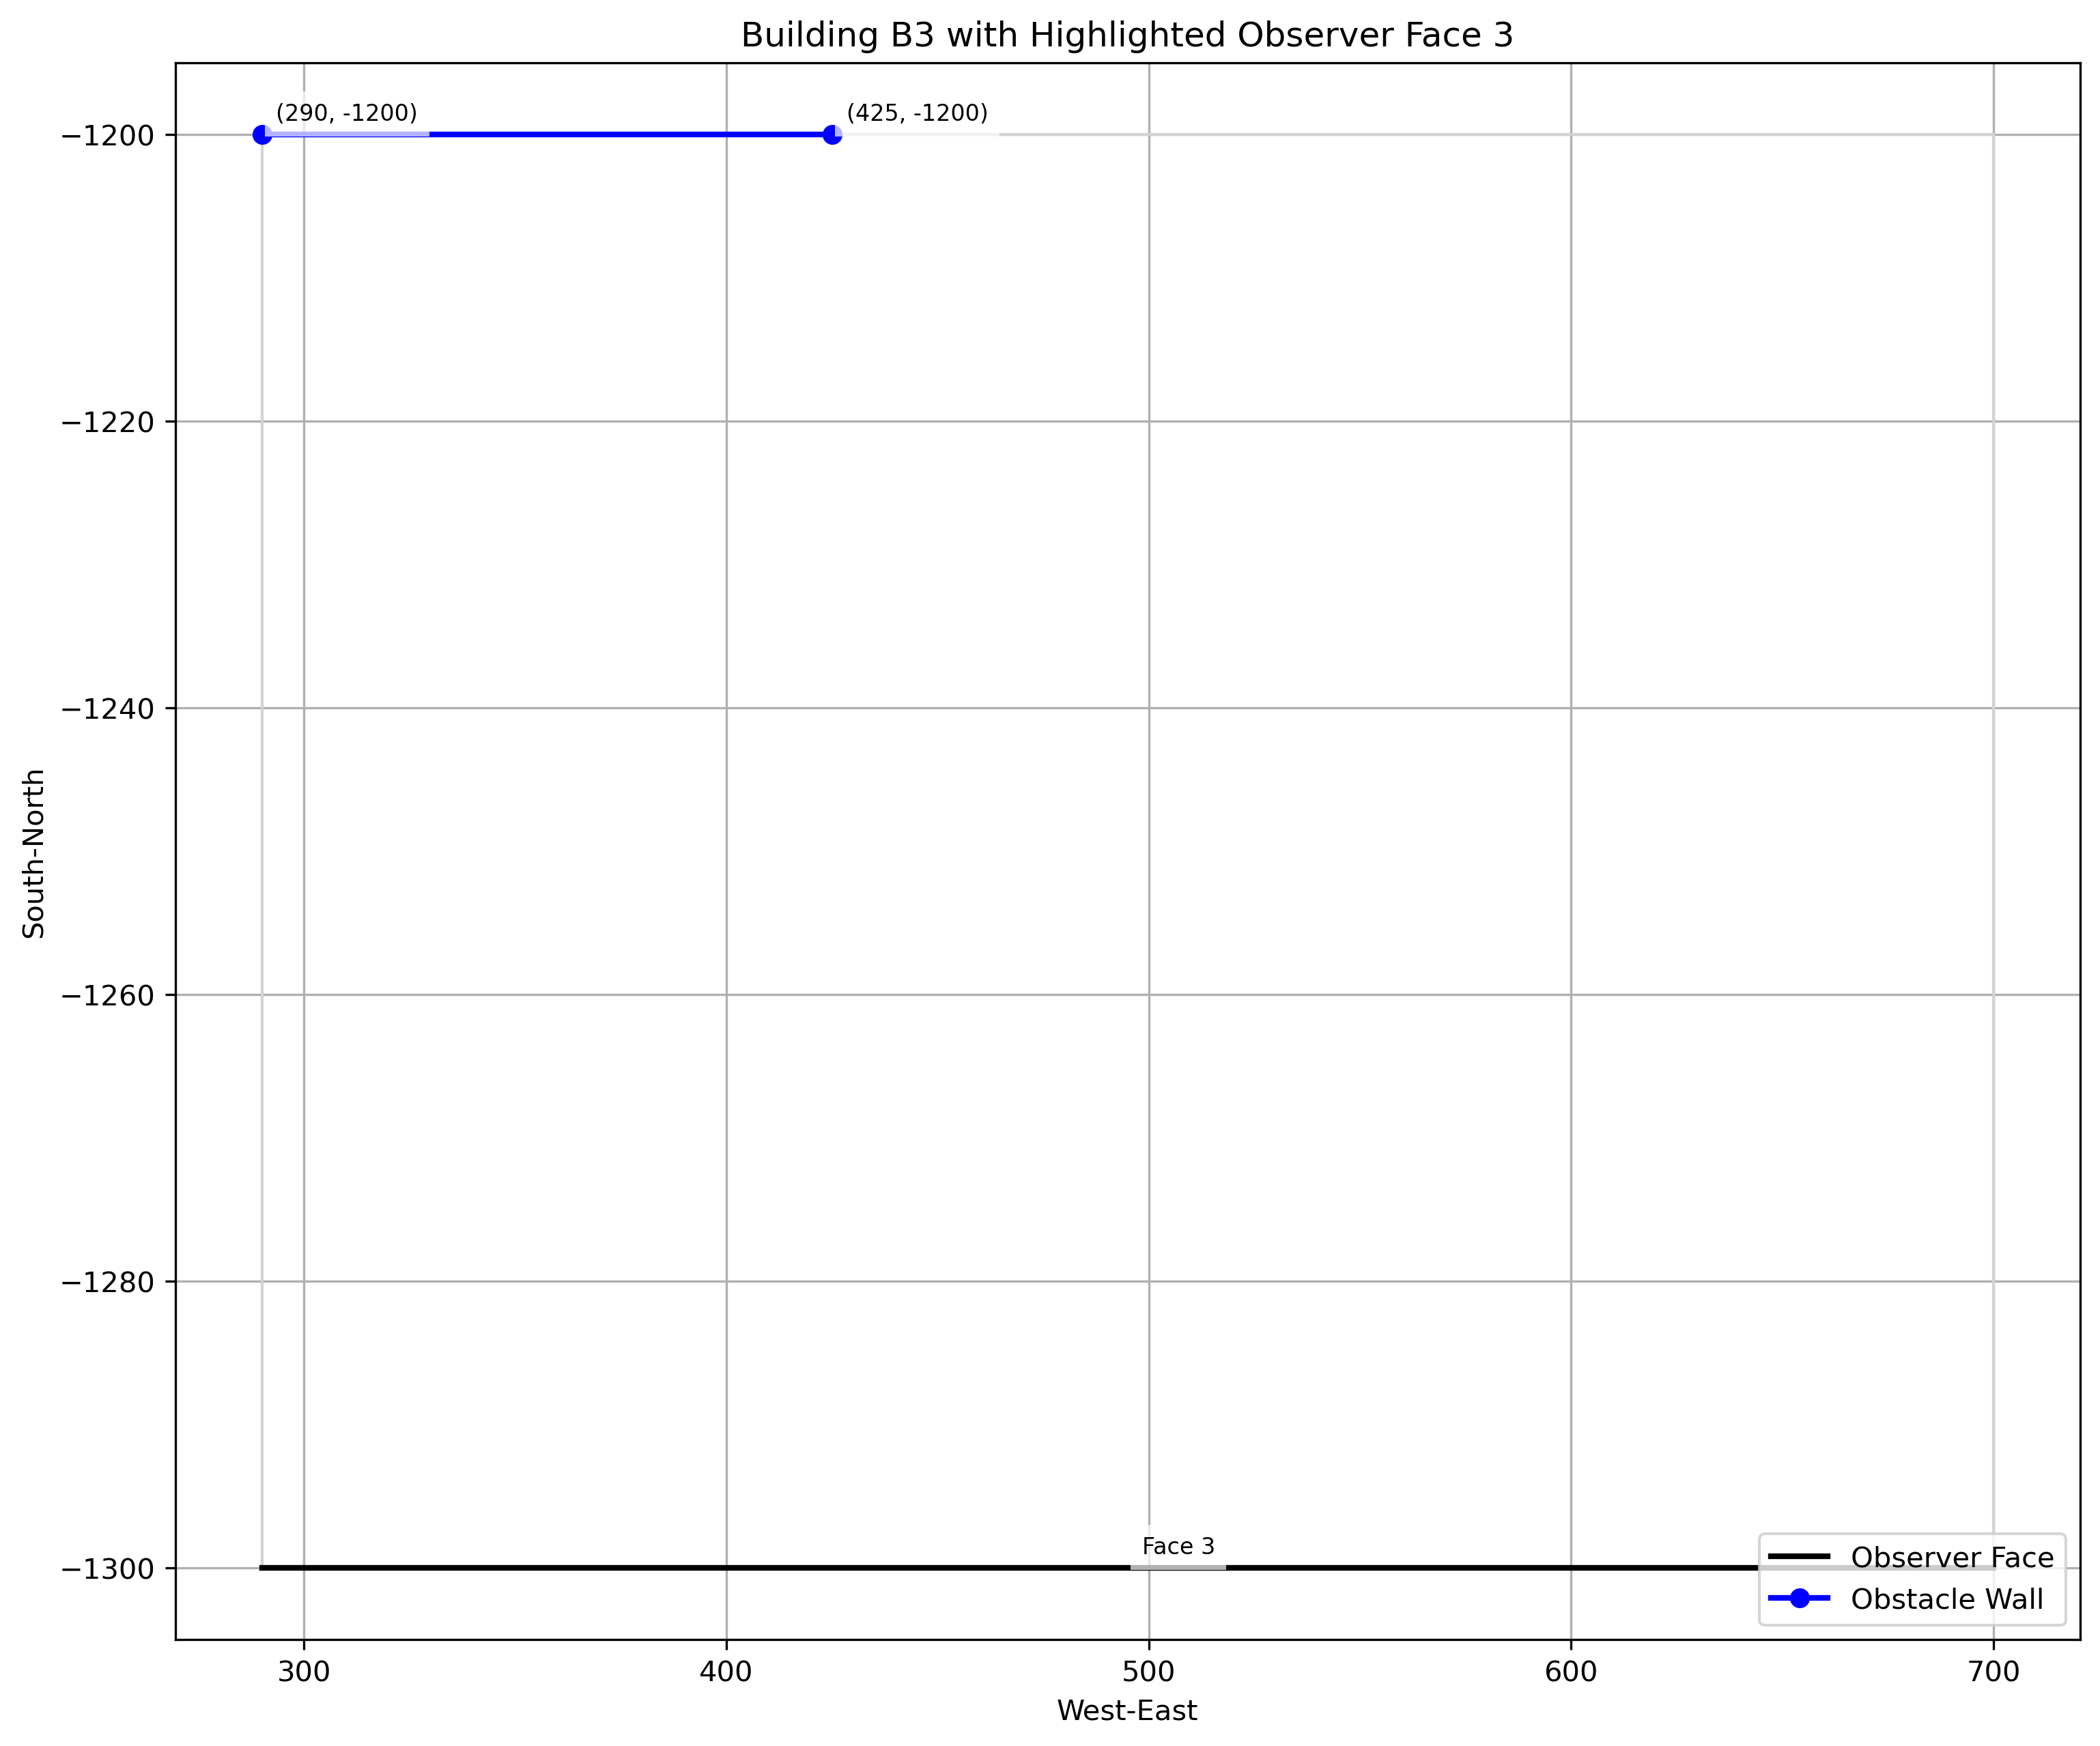 Building B3 with Highlighted Observer Face 3
(290, -1200)
(425, -1200)
−1200
−1220
−1240
−1260
−1280
−1300
South-North
Face 3
Observer Face
Obstacle Wall
300
400
500
600
700
West-East